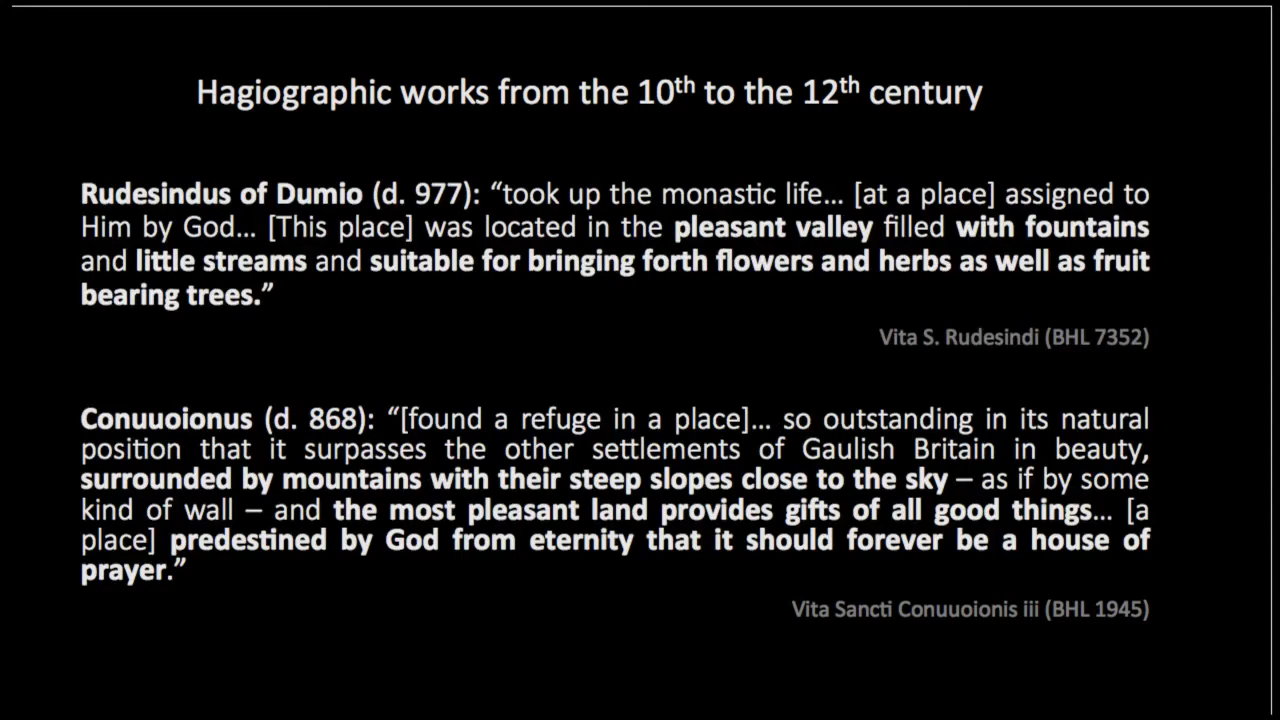 Hagiographic works from the 10th to the 12th century
Rudesindus of Dumio (d. 977): “took up the monastic life... [at a place] assigned to
Him by God... [This place] was located in the pleasant valley filled with fountains
and little streams and suitable for bringing forth flowers and herbs as well as fruit
bearing trees.”
Vita S. Rudesindi (BHL 7352)
Conuuoionus (d. 868): “[found a refuge in a place]... so outstanding in its natural
position that it surpasses the other settlements of Gaulish Britain in beauty,
surrounded by mountains with their steep slopes close to the sky – as if by some
kind of wall – and the most pleasant land provides gifts of all good things... [a
place] predestined by God from eternity that it should forever be a house of
prayer.”
Vita Sancti Conuuoionis iii (BHL 1945)